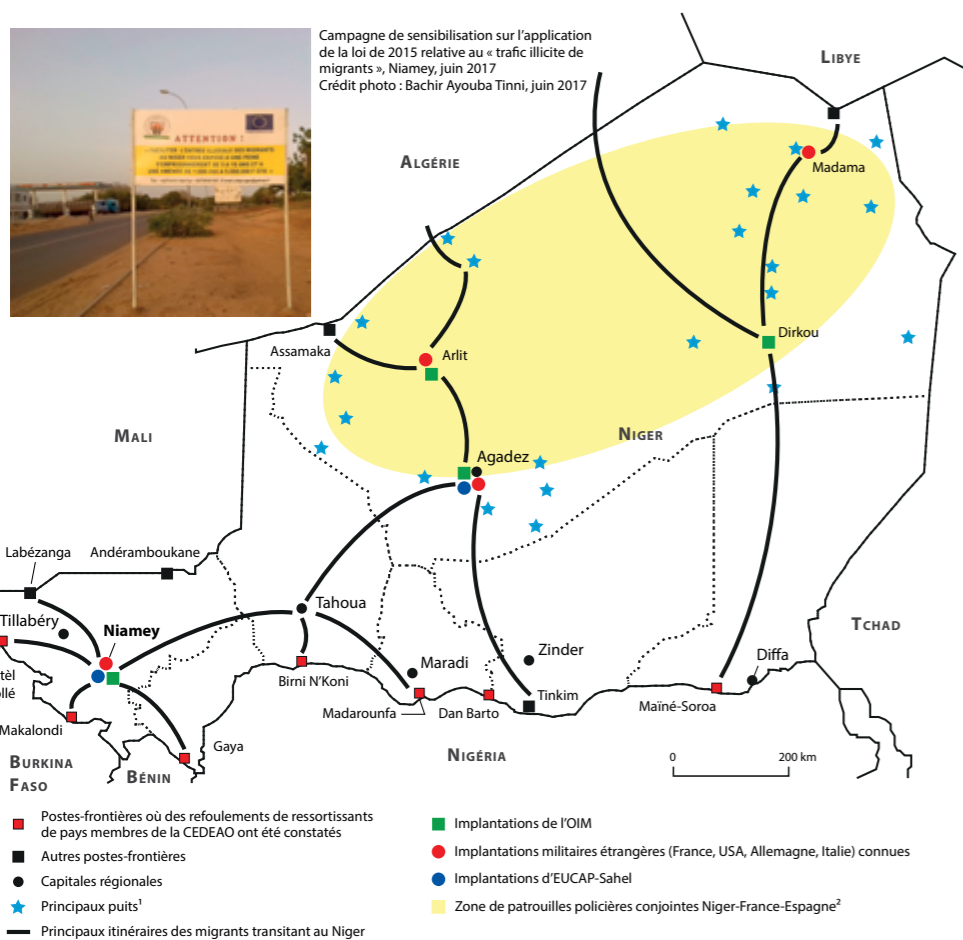 Campagne de sensibilisation sur l'application
de la loi de 2015 relative au « trafic illicite de
migrants », Niamey, juin 2017
Crédit photo : Bachir Ayouba Tinni, juin 2017
ATTENTION !
LIBYE
ALGÉRIE
Madama
Dirkou
Assamaka
Arlit
MALI
NIGER
Agadez
Labézanga
Andéramboukane
Tillabéry
Niamey
Tahoua
TCHAD
Zinder
Maradi
Diffa
Birni N'Koni
tèl
ollé
Tinkim
Madarounfa
Dan Barto
Maïné-Soroa
Makalondi
Gaya
NIGÉRIA
BURKINA
FASO
BÉNIN
0 200 km
Postes-frontières où des refoulements de ressortissants
de pays membres de la CEDEAO ont été constatés
Autres postes-frontières
Capitales régionales
Principaux puits¹
Principaux itinéraires des migrants transitant au Niger
Implantations de l'OIM
Implantations militaires étrangères (France, USA, Allemagne, Italie) connues
Implantations d'EUCAP-Sahel
Zone de patrouilles policières conjointes Niger-France-Espagne²